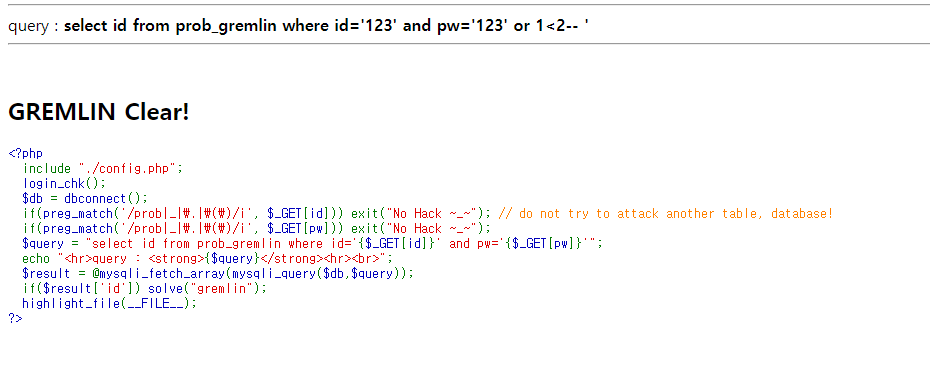 query : select id from prob_gremlin where id='123' and pw='123' or 1<2-- '
GREMLIN Clear!
<?php
  include "./config.php";
  login_chk();
  $db = dbconnect();
  if(preg_match('/prob|_|₩.|₩(₩)/i', $_GET[id])) exit("No Hack ~_~"); // do not try to attack another table, database!
  if(preg_match('/prob|_|₩.|₩(₩)/i', $_GET[pw])) exit("No Hack ~_~");
  $query = "select id from prob_gremlin where id='{$_GET[id]}' and pw='{$_GET[pw]}'";
  echo "<hr>query : <strong>{$query}</strong><hr><br>";
  $result = @mysqli_fetch_array(mysqli_query($db,$query));
  if($result['id']) solve("gremlin");
  highlight_file(__FILE__);
?>